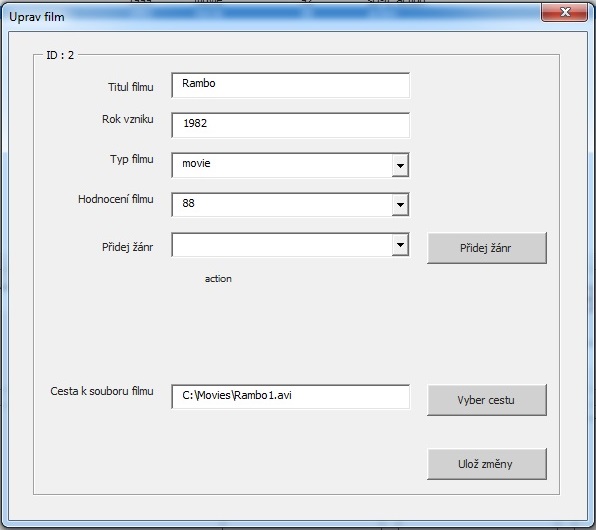 Uprav film
ID : 2
Titul filmu
Rambo
Rok vzniku
1982
Typ filmu
movie
Hodnocení filmu
88
Přidej žánr
Přidej žánr
action
Cesta k souboru filmu
C:\Movies\Rambo1.avi
Vyber cestu
Ulož změny